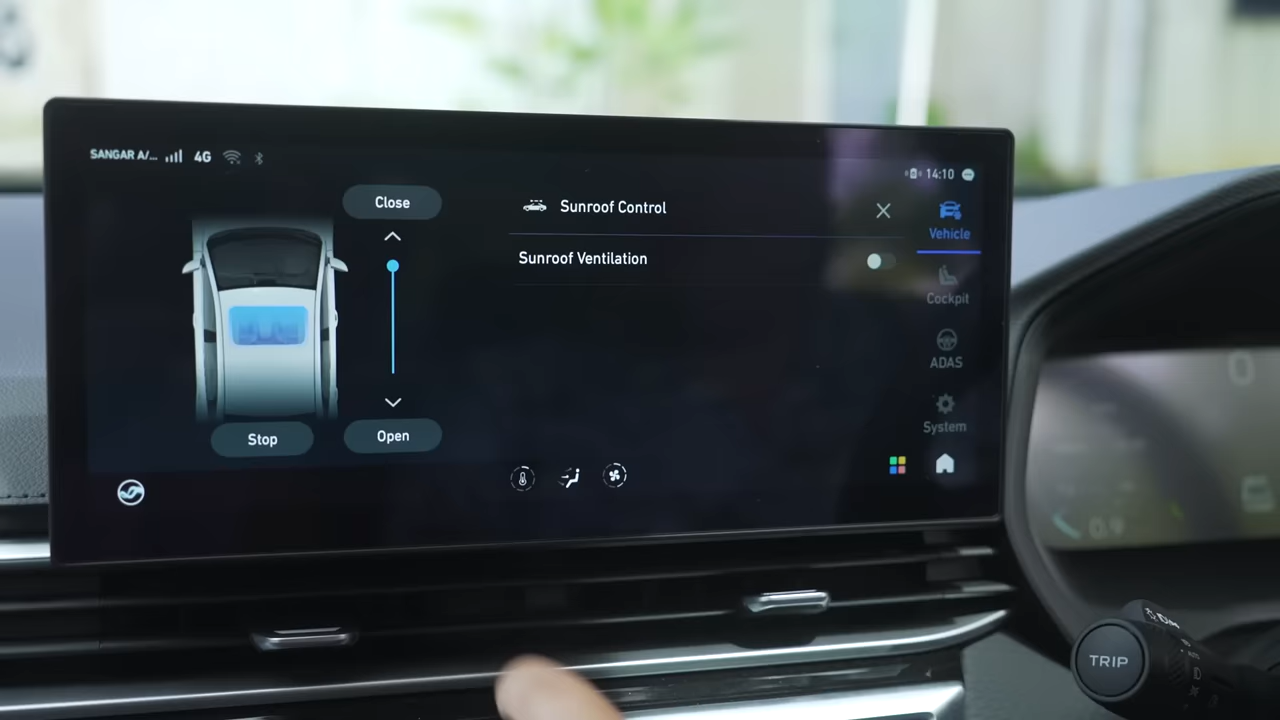 SANGAR A/...
4G
14:10
Close
Sunroof Control
Vehicle
Sunroof Ventilation
Cockpit
ADAS
System
Stop
Open
TRIP